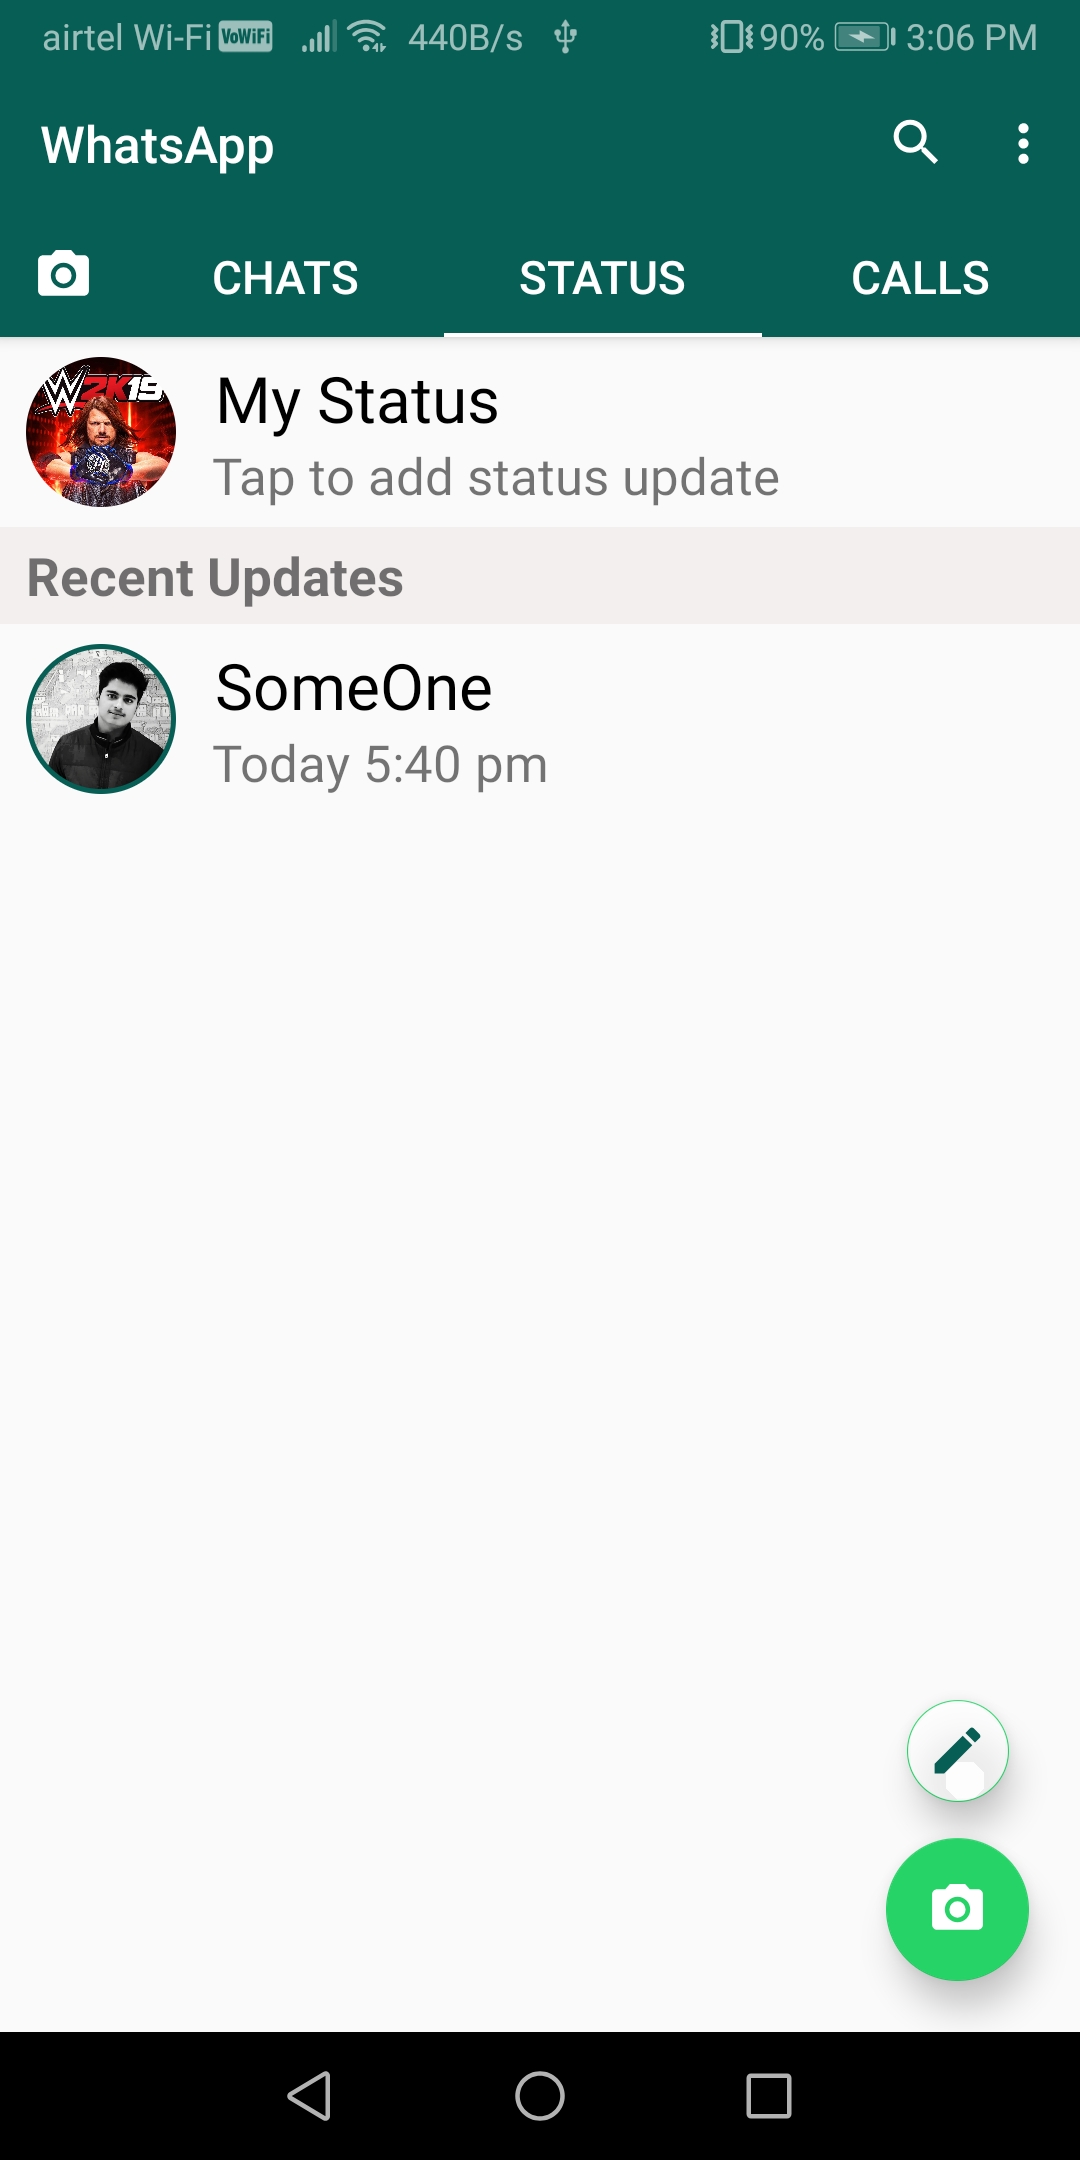 airtel Wi-Fi VoWiFi 440B/s 90% 3:06 PM
WhatsApp
CHATS STATUS CALLS
W2K19
My Status
Tap to add status update
Recent Updates
SomeOne
Today 5:40 pm